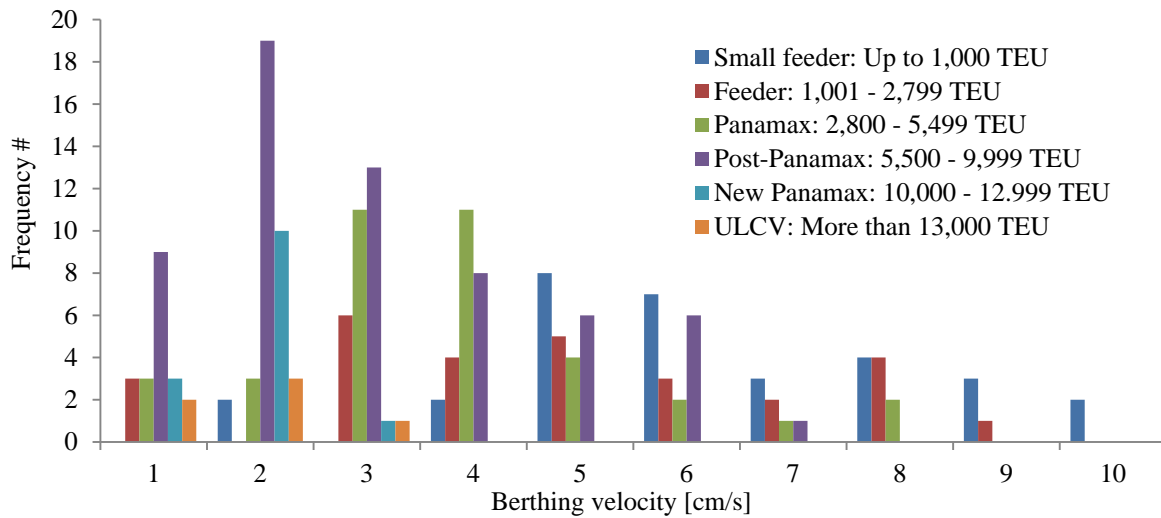 20
18
16
14
12
10
8
6
4
2
0
Frequency #
Small feeder: Up to 1,000 TEU
Feeder: 1,001 - 2,799 TEU
Panamax: 2,800 - 5,499 TEU
Post-Panamax: 5,500 - 9,999 TEU
New Panamax: 10,000 - 12.999 TEU
ULCV: More than 13,000 TEU
1 2 3 4 5 6 7 8 9 10
Berthing velocity [cm/s]